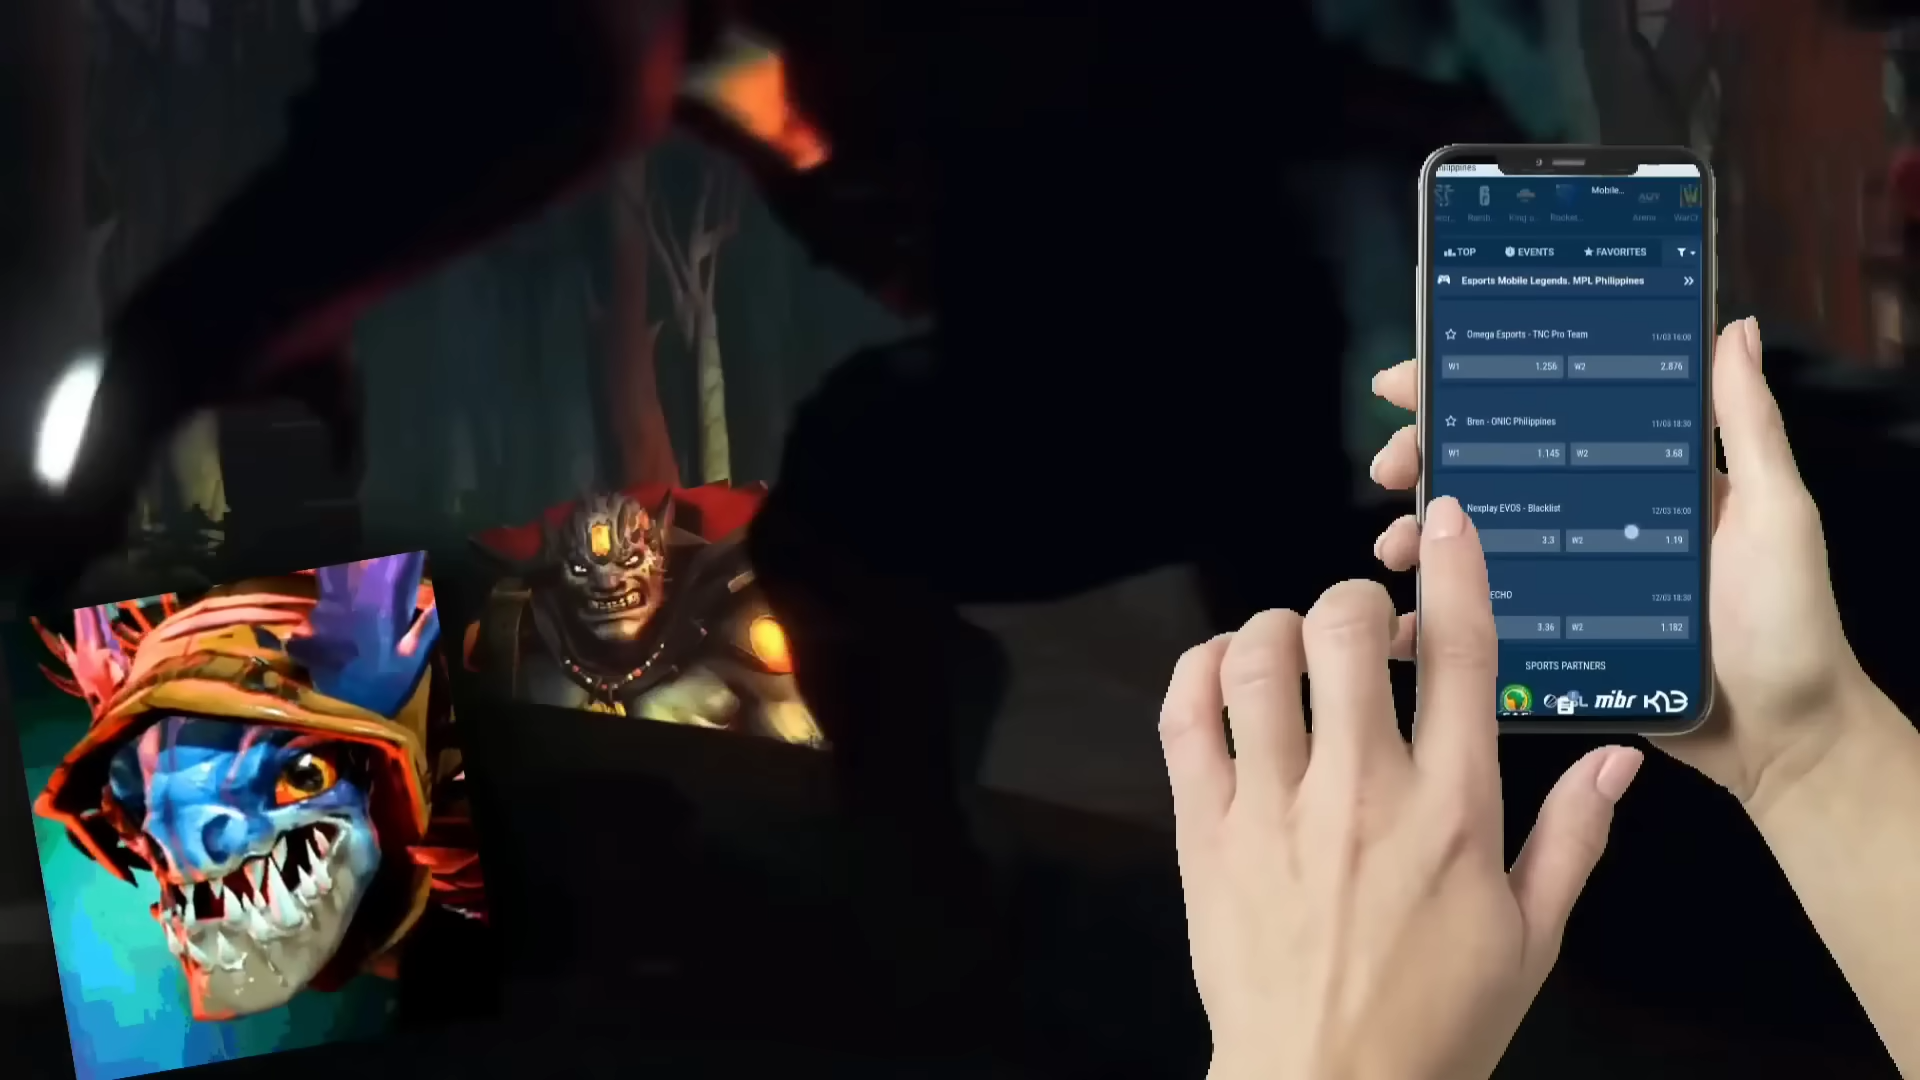 Mobile...
Rocket...
TOP EVENTS FAVORITES
Esports Mobile Legends. MPL Philippines
Omega Esports - TNC Pro Team 11/03 16:00
W1 1.256 W2 2.876
Bren - ONIC Philippines 11/03 18:30
W1 1.145 W2 3.68
Nexplay EVOS - Blacklist 12/03 16:00
3.3 W2 1.19
ECHO 12/03 18:30
3.36 W2 1.182
SPORTS PARTNERS
mibr